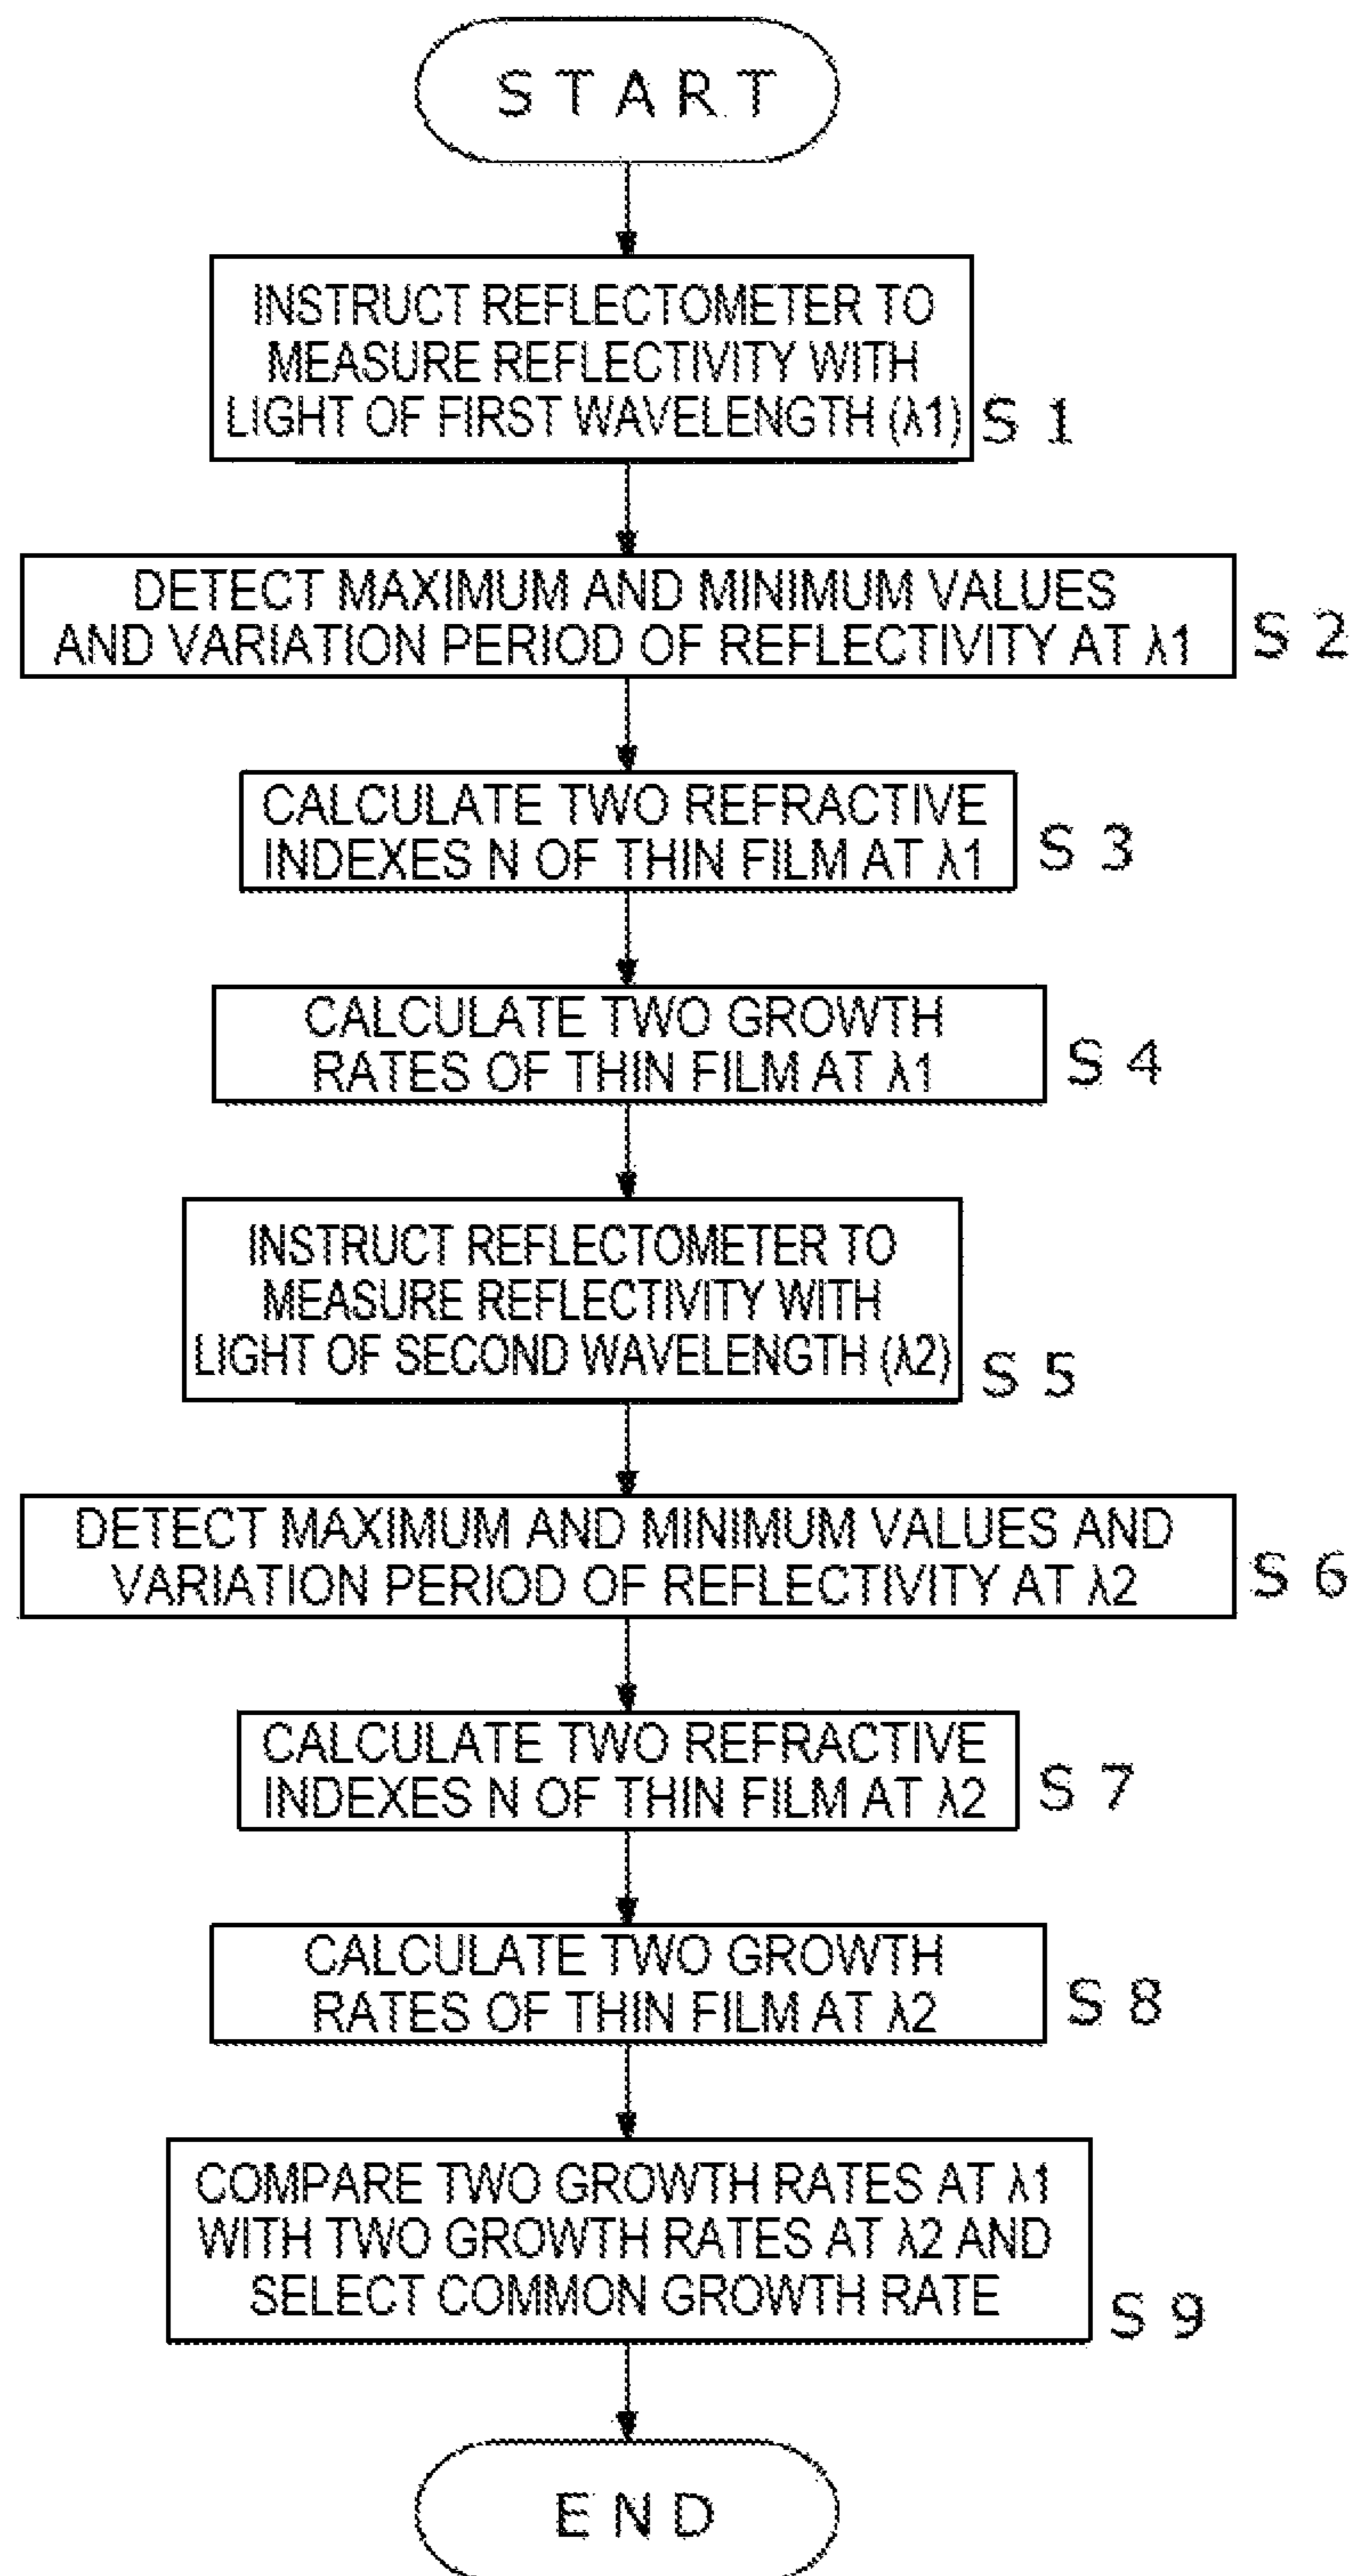 START
INSTRUCT REFLECTOMETER TO
MEASURE REFLECTIVITY WITH
LIGHT OF FIRST WAVELENGTH (λ1)
S 1
DETECT MAXIMUM AND MINIMUM VALUES
AND VARIATION PERIOD OF REFLECTIVITY AT λ1
S 2
CALCULATE TWO REFRACTIVE
INDEXES N OF THIN FILM AT λ1
S 3
CALCULATE TWO GROWTH
RATES OF THIN FILM AT λ1
S 4
INSTRUCT REFLECTOMETER TO
MEASURE REFLECTIVITY WITH
LIGHT OF SECOND WAVELENGTH (λ2)
S 5
DETECT MAXIMUM AND MINIMUM VALUES AND
VARIATION PERIOD OF REFLECTIVITY AT λ2
S 6
CALCULATE TWO REFRACTIVE
INDEXES N OF THIN FILM AT λ2
S 7
CALCULATE TWO GROWTH
RATES OF THIN FILM AT λ2
S 8
COMPARE TWO GROWTH RATES AT λ1
WITH TWO GROWTH RATES AT λ2 AND
SELECT COMMON GROWTH RATE
S 9
END